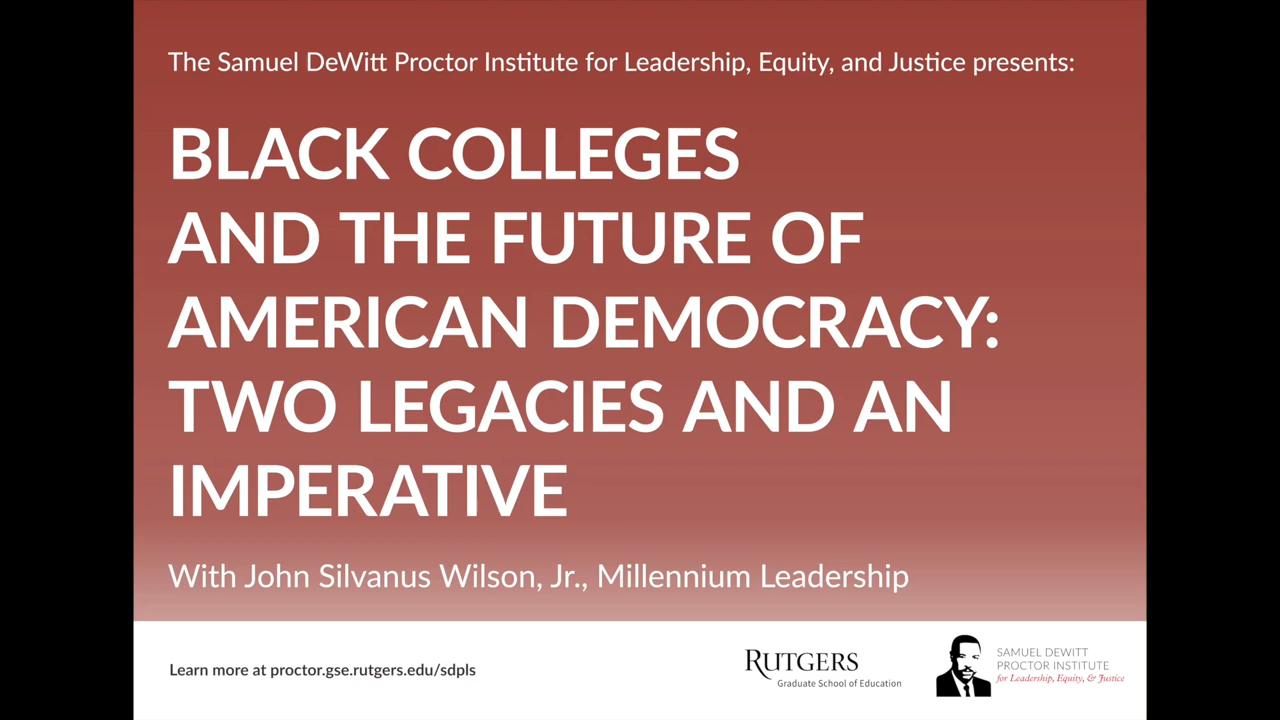 The Samuel DeWitt Proctor Institute for Leadership, Equity, and Justice presents:
BLACK COLLEGES
AND THE FUTURE OF
AMERICAN DEMOCRACY:
TWO LEGACIES AND AN
IMPERATIVE
With John Silvanus Wilson, Jr., Millennium Leadership
Learn more at proctor.gse.rutgers.edu/sdpls
RUTGERS
Graduate School of Education
SAMUEL DEWITT
PROCTOR INSTITUTE
for Leadership, Equity, & Justice